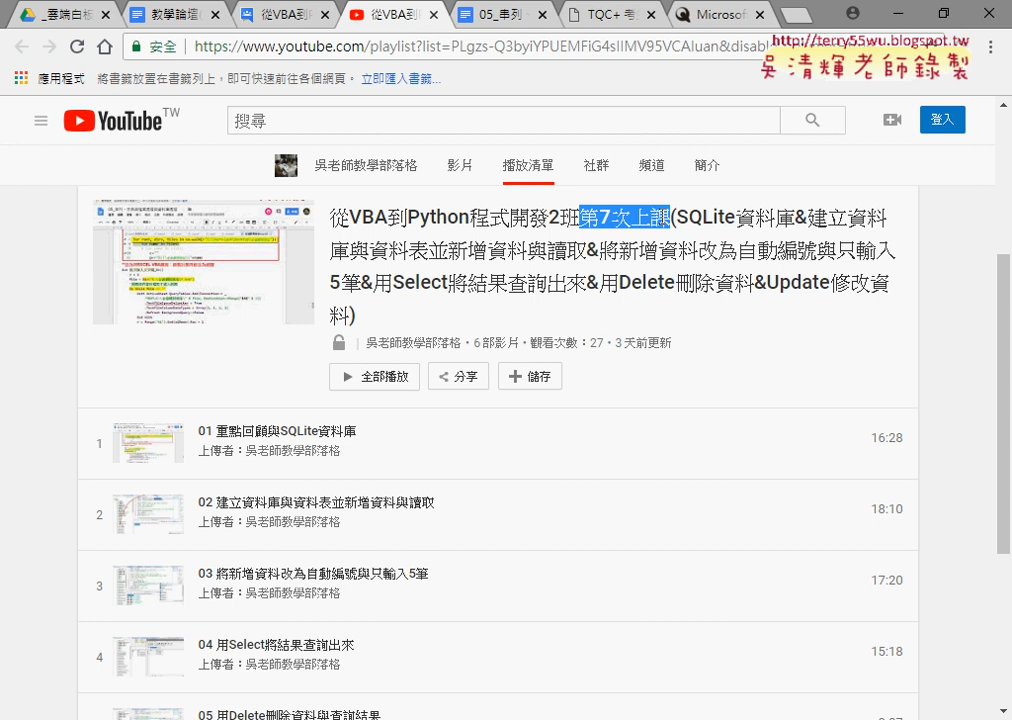 _雲端白板
教學論壇(
從VBA到P
從VBA到P
05_串列
TQC+ 考
Microsof
安全
https://www.youtube.com/playlist?list=PLgzs-Q3byiYPUEMFiG4sIIMV95VCAluan&disabl
http://terry55wu.blogspot.tw
吳清輝老師錄製
應用程式
將書籤放置在書籤列上，即可快速前往各個網頁。
立即匯入書籤...
YouTube TW
搜尋
登入
吳老師教學部落格
影片
播放清單
社群
頻道
簡介
從VBA到Python程式開發2班第7次上課(SQLite資料庫&建立資料
庫與資料表並新增資料與讀取&將新增資料改為自動編號與只輸入
5筆&用Select將結果查詢出來&用Delete刪除資料&Update修改資
料)
吳老師教學部落格・6 部影片・觀看次數：27・3 天前更新
全部播放
分享
儲存
1
01 重點回顧與SQLite資料庫
上傳者：吳老師教學部落格
16:28
2
02 建立資料庫與資料表並新增資料與讀取
上傳者：吳老師教學部落格
18:10
3
03 將新增資料改為自動編號與只輸入5筆
上傳者：吳老師教學部落格
17:20
4
04 用Select將結果查詢出來
上傳者：吳老師教學部落格
15:18
05 用Delete刪除資料與查詢結果